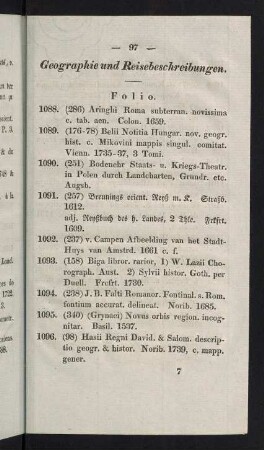 — 97 —
Geographie und Reisebeschreibungen.
Folio.
1088. (286) Aringhi Roma subterran. novissima
c. tab. aen. Colon. 1659.
1089. (176-78) Belii Notitia Hungar. nov. geogr.
hist. c. Mikovini mappis singul. comitat.
Vienn. 1735-37, 3 Tomi.
1090. (251) Bodenehr Staats- u. Kriegs-Theatr.
in Polen durch Landcharten, Grundr. etc.
Augsb.
1091. (257) Breunings orient. Reyß m. K. Straßb.
1612.
adj. Reyßbuch des h. Landes, 2 Thle. Frkfrt.
1609.
1092. (237) v. Campen Afbeelding van het Stadt-
Huys van Amstrd. 1661 c. f.
1093. (158) Biga libror. rarior, 1) W. Lazii Cho-
rograph. Aust. 2) Sylvii histor. Goth. per
Duell. Frefrt. 1730.
1094. (238) J. B. Falti Romanor. Fontinal. s. Rom.
fontium accurat. delineat. Norib. 1685.
1095. (340) (Grynaei) Novus orbis region. incog-
nitar. Basil. 1537.
1096. (98) Hasii Regni David. & Salom. descrip-
tio geogr. & histor. Norib. 1739, c. mapp.
gener.
7